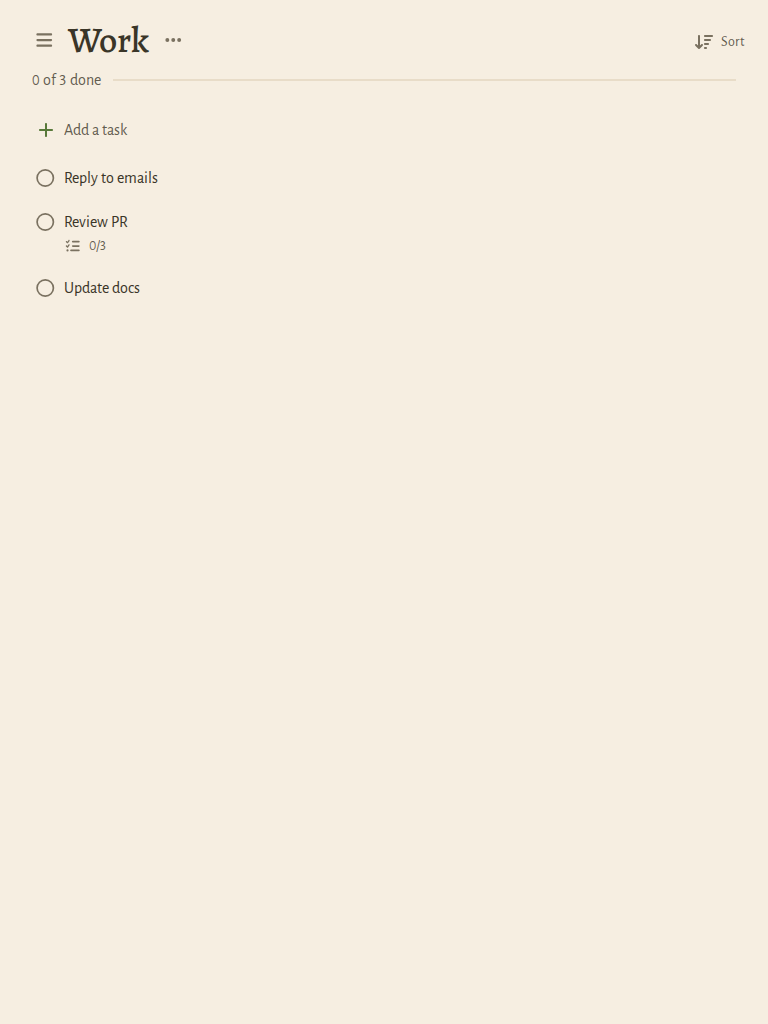 Work
Sort
0 of 3 done
Add a task
Reply to emails
Review PR
0/3
Update docs